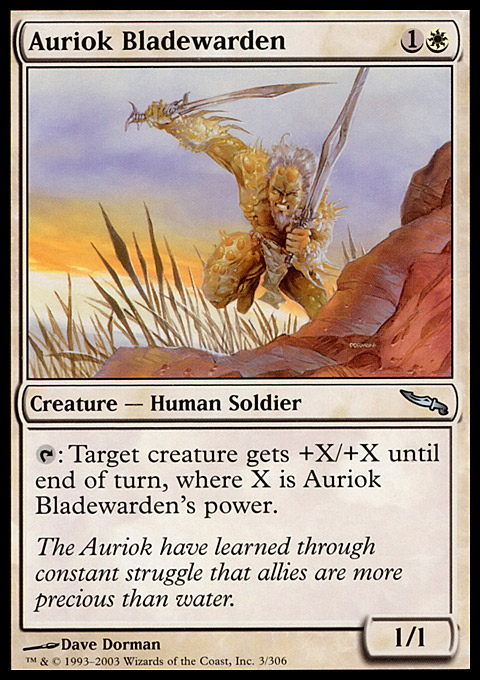 Auriok Bladewarden 1
Creature — Human Soldier
: Target creature gets +X/+X until
end of turn, where X is Auriok
Bladewarden's power.
The Auriok have learned through
constant struggle that allies are more
precious than water.
Dave Dorman
1/1
™ & © 1993–2003 Wizards of the Coast, Inc. 3/306